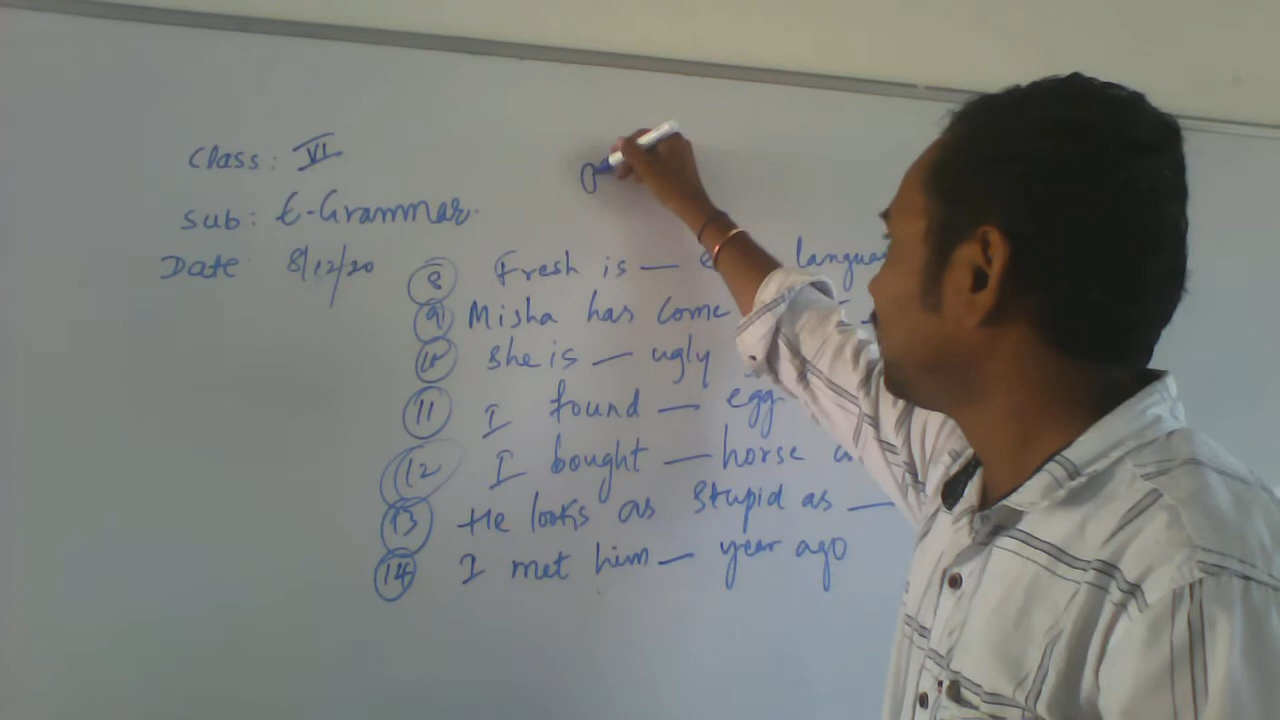 Class: VI
Sub: E-Grammar.
Date 8/12/20
8 Fresh is — languag
9 Misha has come
10 She is — ugly
11 I found — egg
12 I bought — horse a
13 He looks as stupid as —
14 I met him — year ago